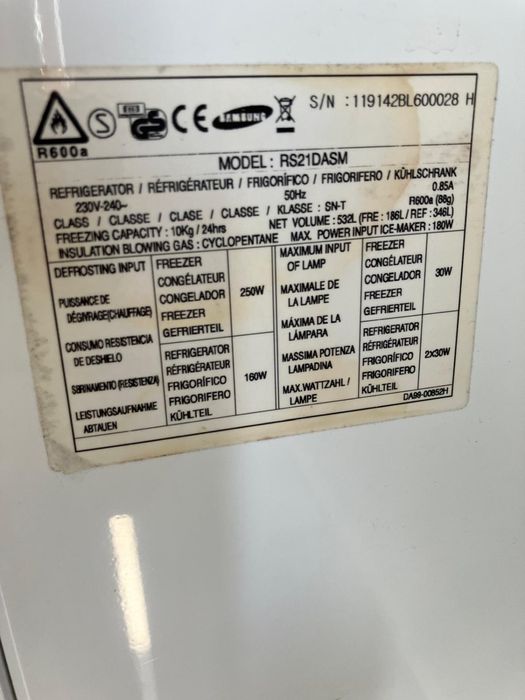 S/N : 119142BL600028 H
SAMSUNG
R600a
MODEL : RS21DASM
REFRIGERATOR / RÉFRIGÉRATEUR / FRIGORÍFICO / FRIGORIFERO / KÜHLSCHRANK
230V-240~ 50Hz 0.85A
CLASS / CLASSE / CLASE / CLASSE / KLASSE : SN-T R600a (88g)
FREEZING CAPACITY : 10Kg / 24hrs NET VOLUME : 532L (FRE : 186L / REF : 346L)
INSULATION BLOWING GAS : CYCLOPENTANE MAX. POWER INPUT ICE-MAKER : 180W
DEFROSTING INPUT
PUISSANCE DE
DÉGIVRAGE(CHAUFFAGE)
CONSUMO RESISTENCIA
DE DESHIELO
SBRINAMENTO (RESISTENZA)
LEISTUNGSAUFNAHME
ABTAUEN
FREEZER
CONGÉLATEUR
CONGELADOR
FREEZER
GEFRIERTEIL
250W
REFRIGERATOR
RÉFRIGÉRATEUR
FRIGORÍFICO
FRIGORIFERO
KÜHLTEIL
160W
MAXIMUM INPUT
OF LAMP
MAXIMALE DE
LA LAMPE
MÁXIMA DE LA
LÁMPARA
MASSIMA POTENZA
LAMPADINA
MAX.WATTZAHL /
LAMPE
FREEZER
CONGÉLATEUR
CONGELADOR
FREEZER
GEFRIERTEIL
30W
REFRIGERATOR
RÉFRIGÉRATEUR
FRIGORÍFICO
FRIGORIFERO
KÜHLTEIL
2X30W
DA99-00852H